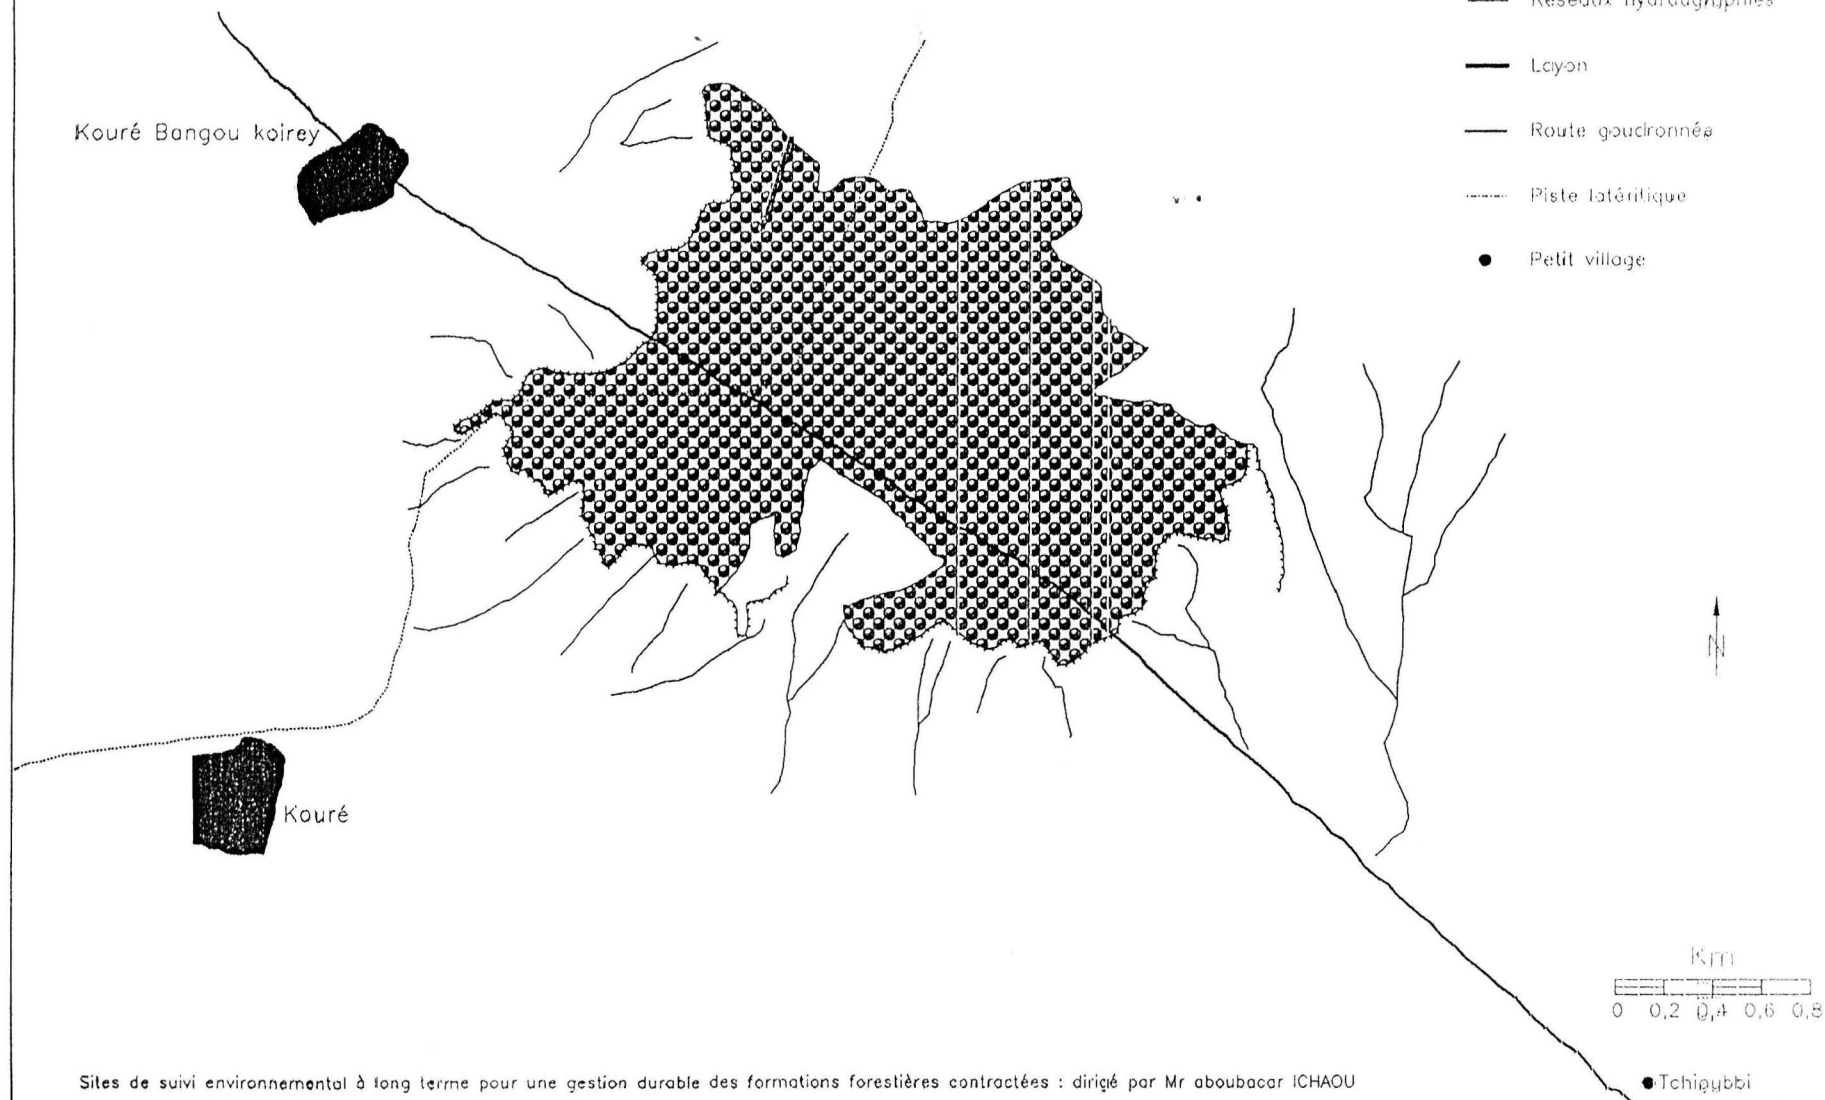 Réseaux
Layon
Route goudronnée
Piste latéritique
Petit village
Kouré Bangou koirey
Kouré
N
Km
0 0,2 0,4 0,6 0,8
Sites de suivi environnemental à long terme pour une gestion durable des formations forestières contractées : dirigé par Mr aboubacar ICHAOU